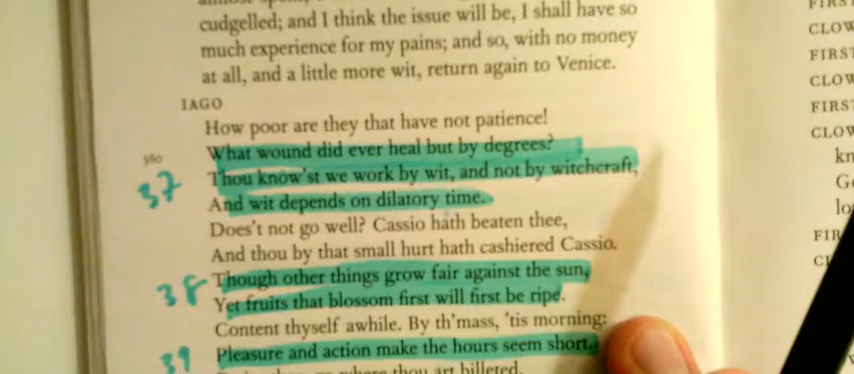 cudgelled; and I think the issue will be, I shall have so
much experience for my pains; and so, with no money
at all, and a little more wit, return again to Venice.
IAGO
How poor are they that have not patience!
360 What wound did ever heal but by degrees?
37 Thou know'st we work by wit, and not by witchcraft,
And wit depends on dilatory time.
Does't not go well? Cassio hath beaten thee,
And thou by that small hurt hath cashiered Cassio.
38 Though other things grow fair against the sun,
Yet fruits that blossom first will first be ripe.
Content thyself awhile. By th'mass, 'tis morning:
39 Pleasure and action make the hours seem short.
where thou art billeted.
CLOW
FIRST
CLOW
FIRST
CLOW
kn
G
lo
FIR